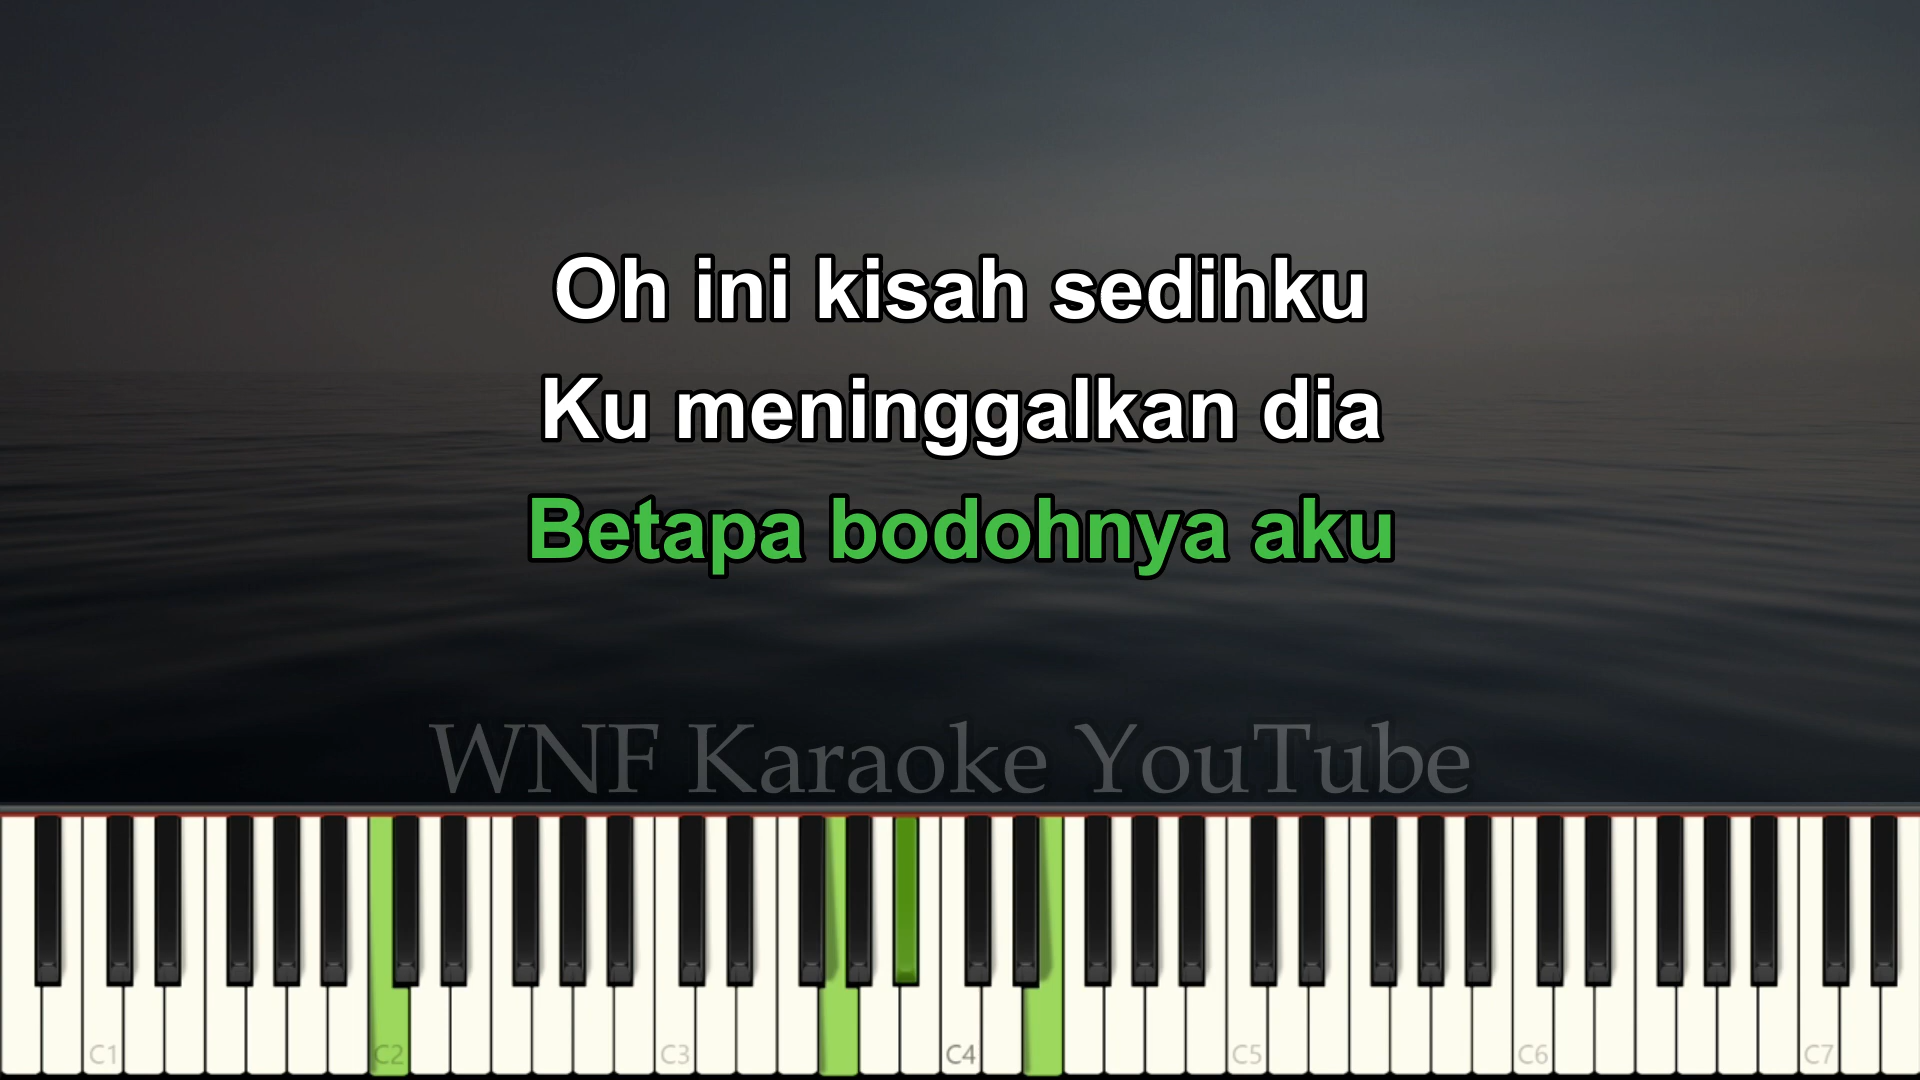 Oh ini kisah sedihku
Ku meninggalkan dia
Betapa bodohnya aku
WNF Karaoke YouTube
C1 C2 C3 C4 C5 C6 C7